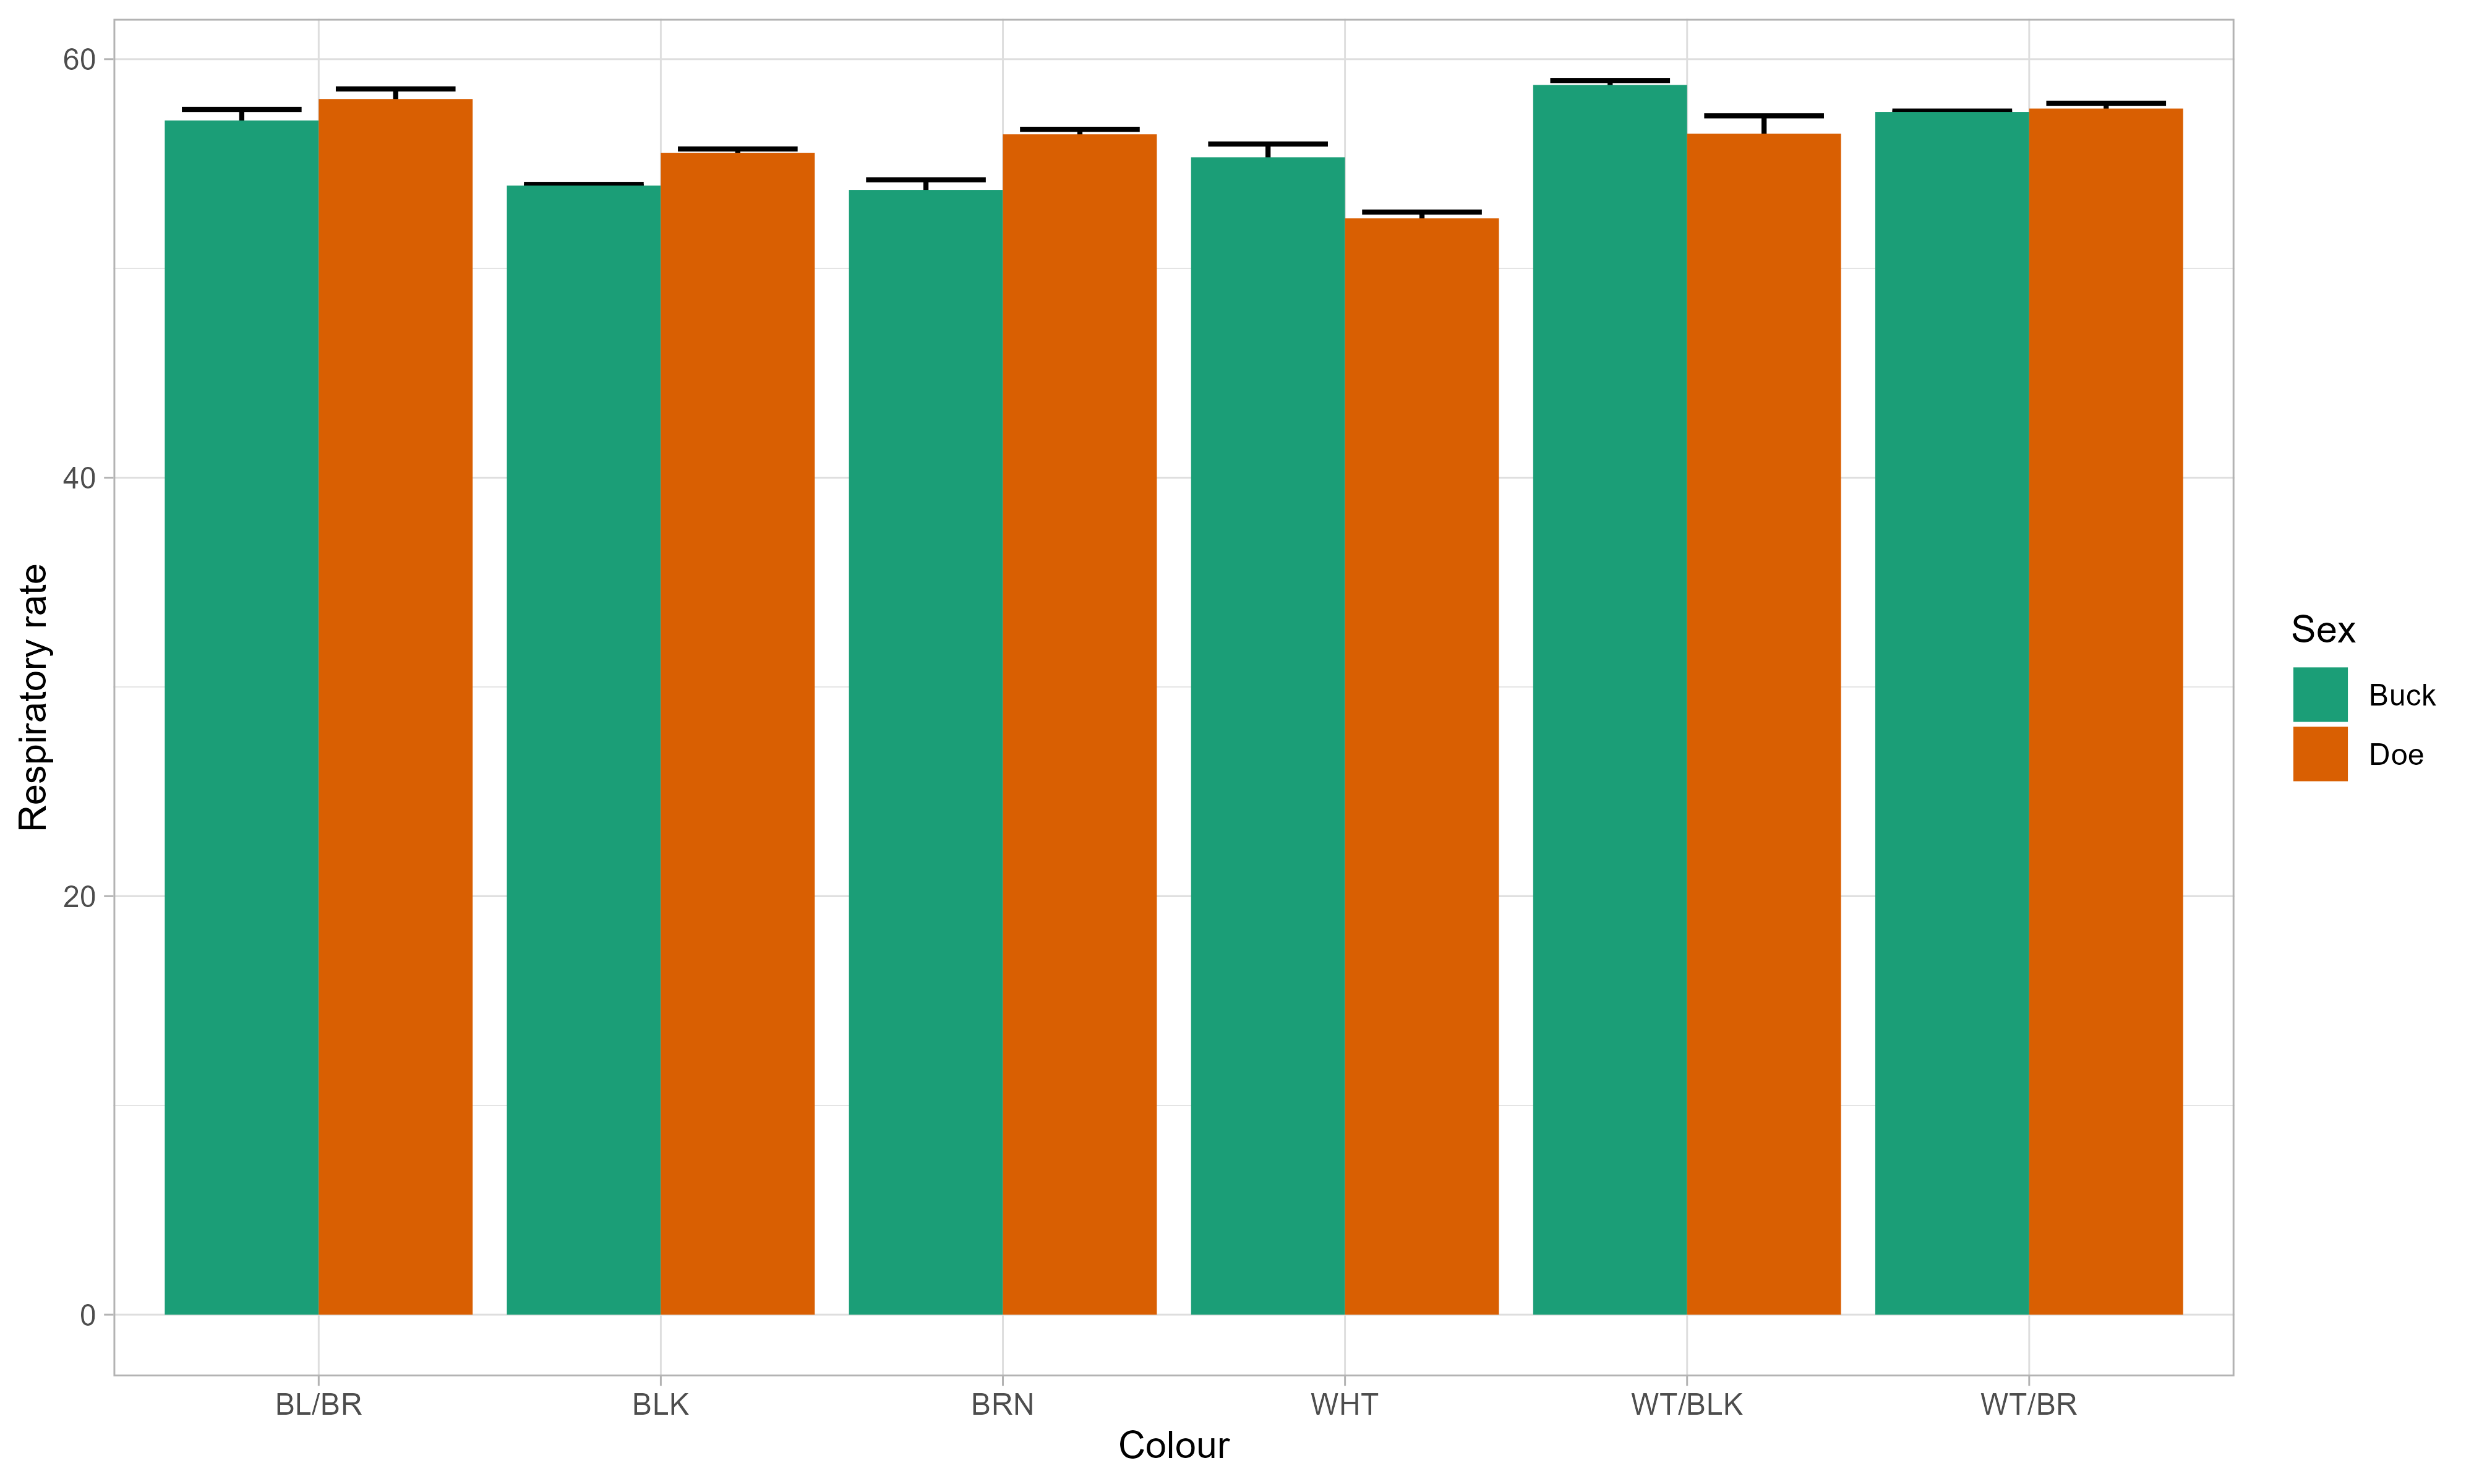 60
40
20
0
Respiratory rate
BL/BR
BLK
BRN
WHT
WT/BLK
WT/BR
Colour
Sex
Buck
Doe